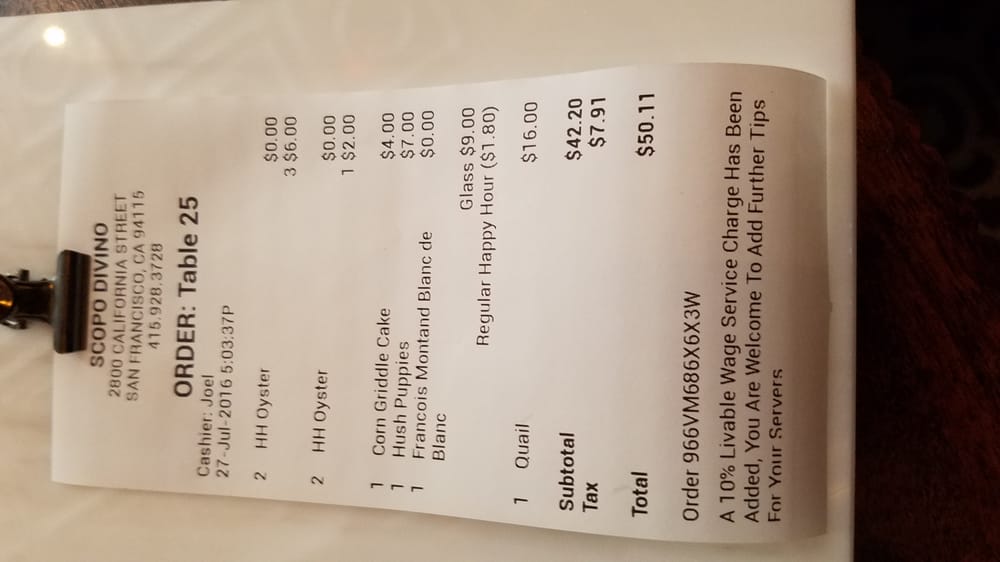 SCOPO DIVINO
2800 CALIFORNIA STREET
SAN FRANCISCO, CA 94115
415.928.3728
ORDER: Table 25
Cashier: Joel
27-Jul-2016 5:03:37P
2 HH Oyster $0.00
3 $6.00
2 HH Oyster $0.00
1 $2.00
1 Corn Griddle Cake $4.00
1 Hush Puppies $7.00
1 Francois Montand Blanc de $0.00
Blanc
Glass $9.00
Regular Happy Hour ($1.80)
1 Quail $16.00
Subtotal $42.20
Tax $7.91
Total $50.11
Order 966VM686X6X3W
A 10% Livable Wage Service Charge Has Been
Added, You Are Welcome To Add Further Tips
For Your Servers